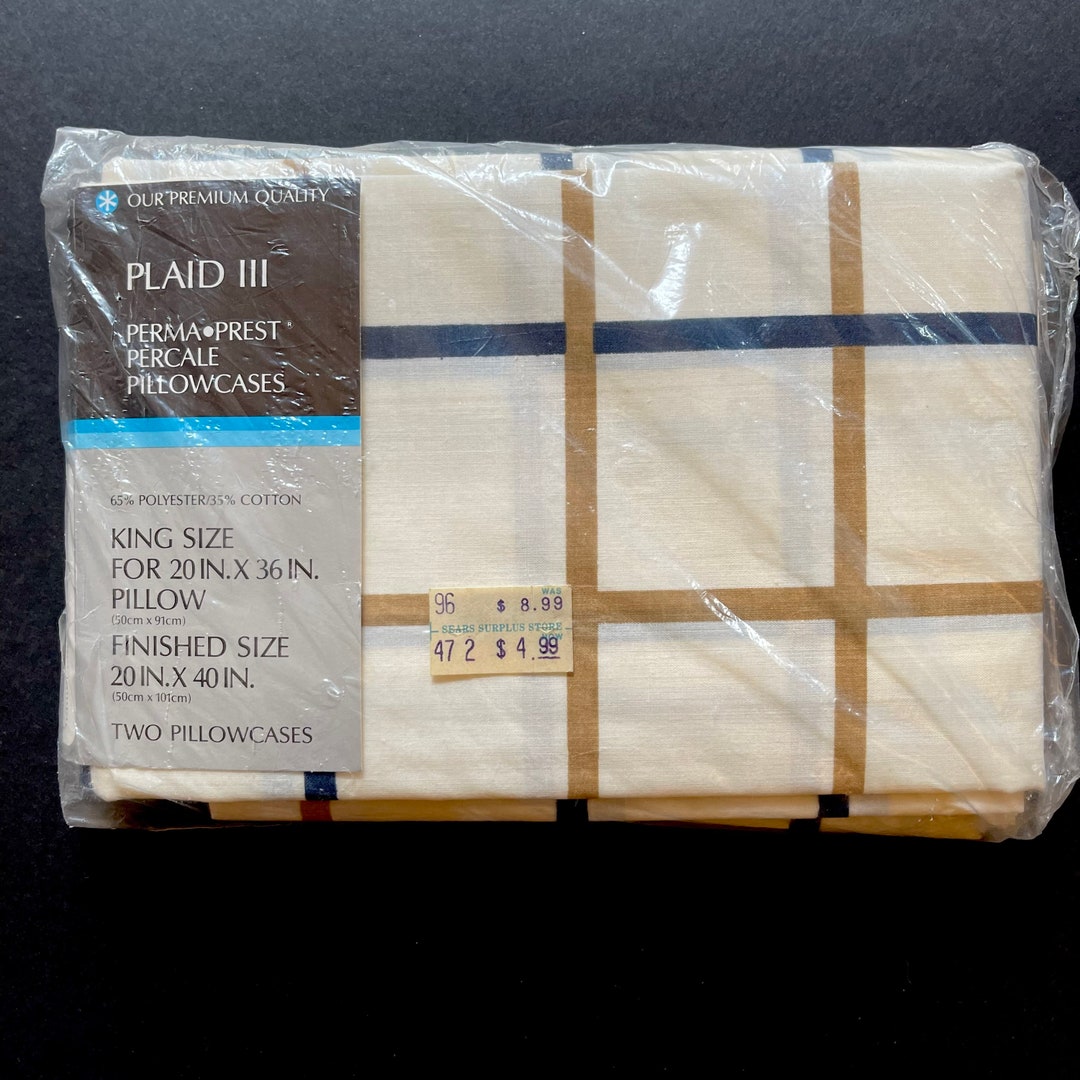 OUR PREMIUM QUALITY
PLAID III
PERMA•PREST®
PERCALE
PILLOWCASES
65% POLYESTER/35% COTTON
KING SIZE
FOR 20 IN. X 36 IN.
PILLOW
(50cm x 91cm)
FINISHED SIZE
20 IN. X 40 IN.
(50cm x 101cm)
TWO PILLOWCASES
WAS
96 $ 8.99
SEARS SURPLUS STORE
NOW
47 2 $ 4.99